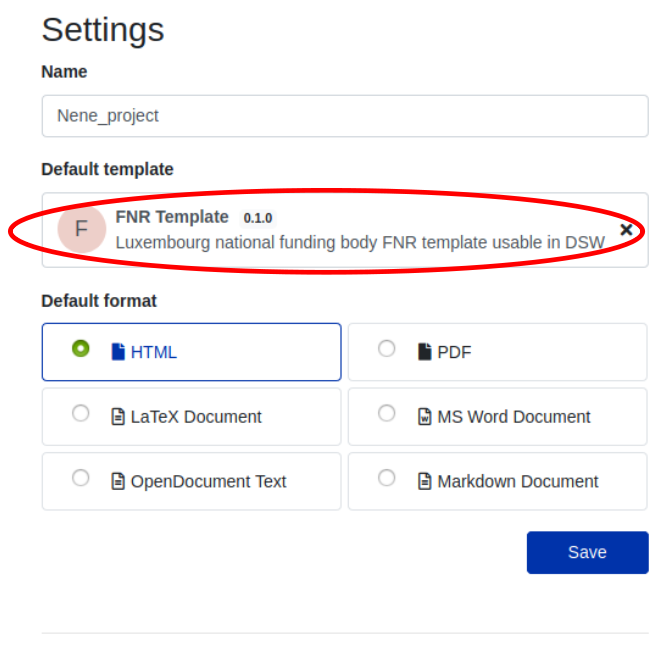 Settings
Name
Nene_project
Default template
F
FNR Template 0.1.0
Luxembourg national funding body FNR template usable in DSW
Default format
HTML
PDF
LaTeX Document
MS Word Document
OpenDocument Text
Markdown Document
Save